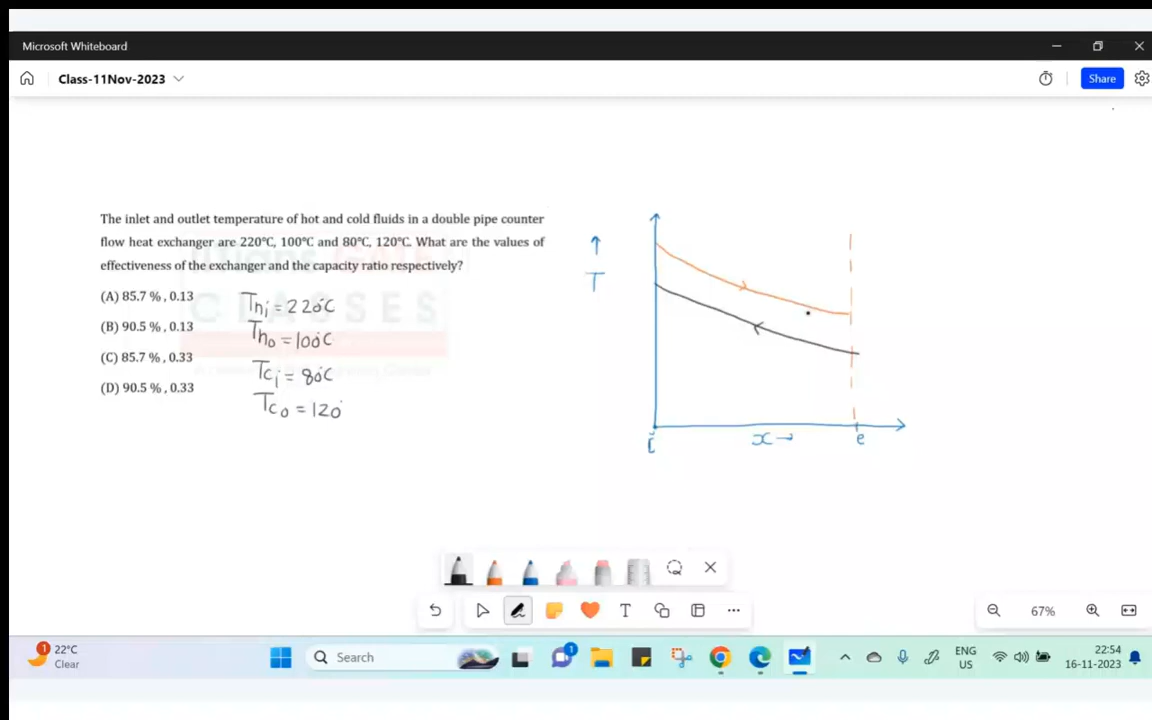 Microsoft Whiteboard
Class-11Nov-2023
Share
The inlet and outlet temperature of hot and cold fluids in a double pipe counter
flow heat exchanger are 220°C, 100°C and 80°C, 120°C. What are the values of
effectiveness of the exchanger and the capacity ratio respectively?
(A) 85.7 % , 0.13
(B) 90.5 % , 0.13
(C) 85.7 % , 0.33
(D) 90.5 % , 0.33
CLASSES
Thi = 220°C
Tho = 100°C
Tci = 80°C
Tco = 120°
↑
T
i
x→
e
T
67%
1
22°C
Clear
Search
1
ENG
US
22:54
16-11-2023